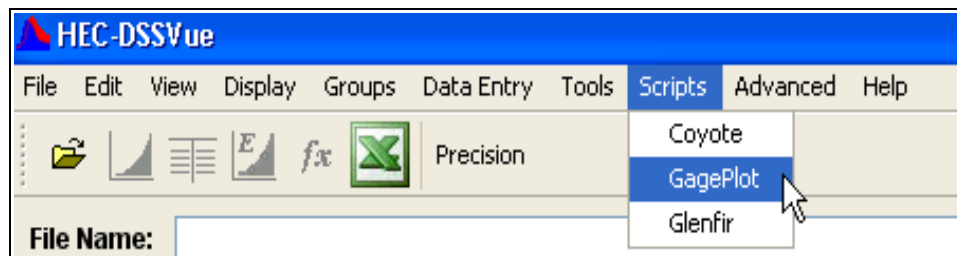 HEC-DSSVue
File Edit View Display Groups Data Entry Tools Scripts Advanced Help
Coyote
E fx Precision
GagePlot
Glenfir
File Name: